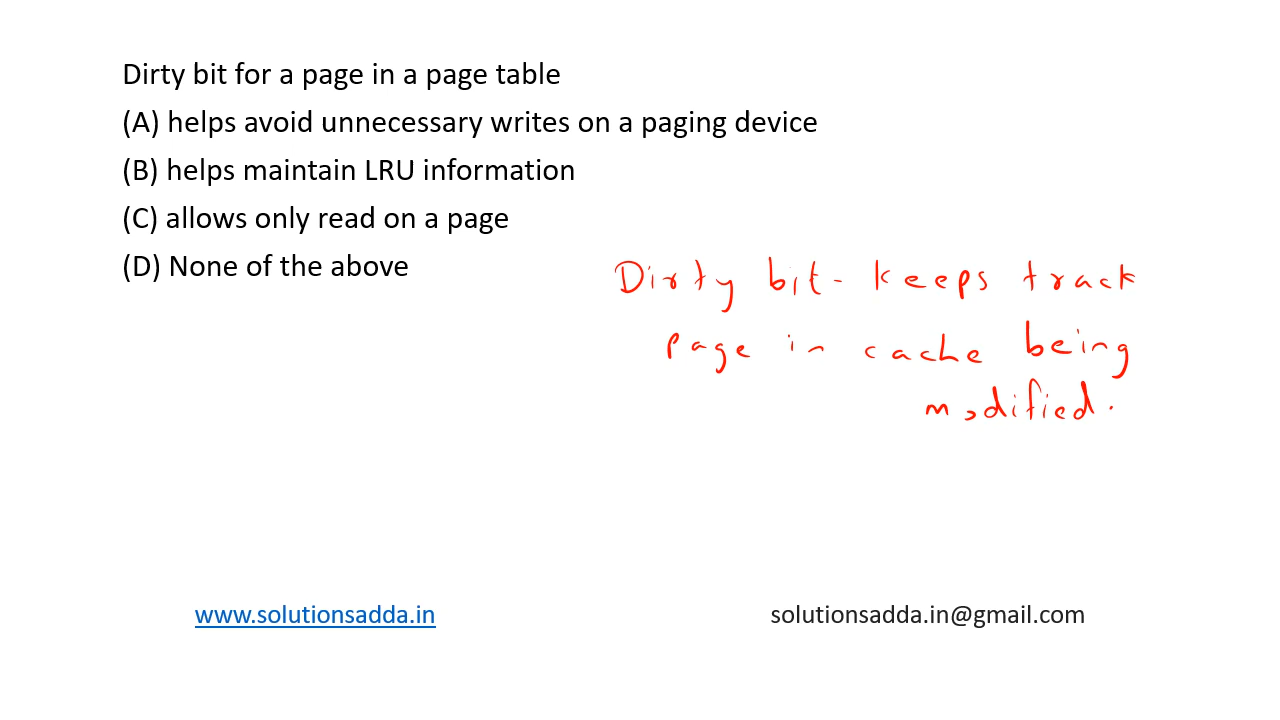 Dirty bit for a page in a page table
(A) helps avoid unnecessary writes on a paging device
(B) helps maintain LRU information
(C) allows only read on a page
(D) None of the above
Dirty bit - keeps track
page in cache being
modified.
www.solutionsadda.in
solutionsadda.in@gmail.com